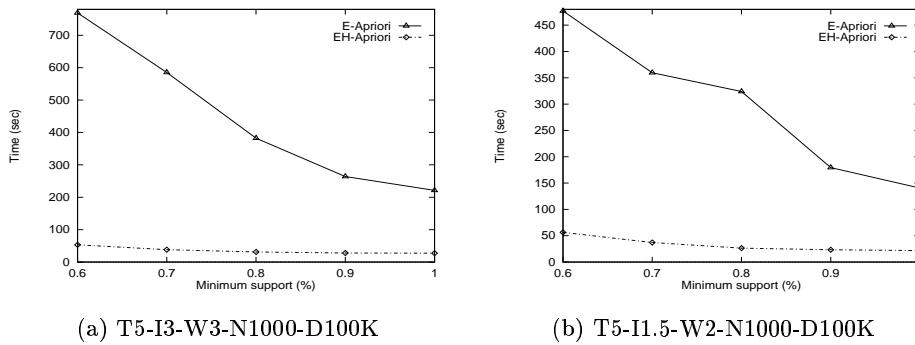 E-Apriori
EH-Apriori
700
600
500
400
300
200
100
0
Time (sec)
0.6
0.7
0.8
0.9
1
Minimum support (%)
(a) T5-I3-W3-N1000-D100K
E-Apriori
EH-Apriori
450
400
350
300
250
200
150
100
50
0
Time (sec)
0.6
0.7
0.8
0.9
Minimum support (%)
(b) T5-I1.5-W2-N1000-D100K